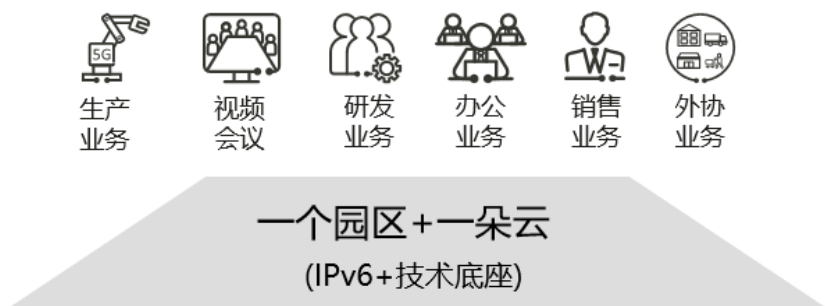 5G
生产 视频 研发 办公 销售 外协
业务 会议 业务 业务 业务 业务
一个园区+一朵云
(IPv6+技术底座)